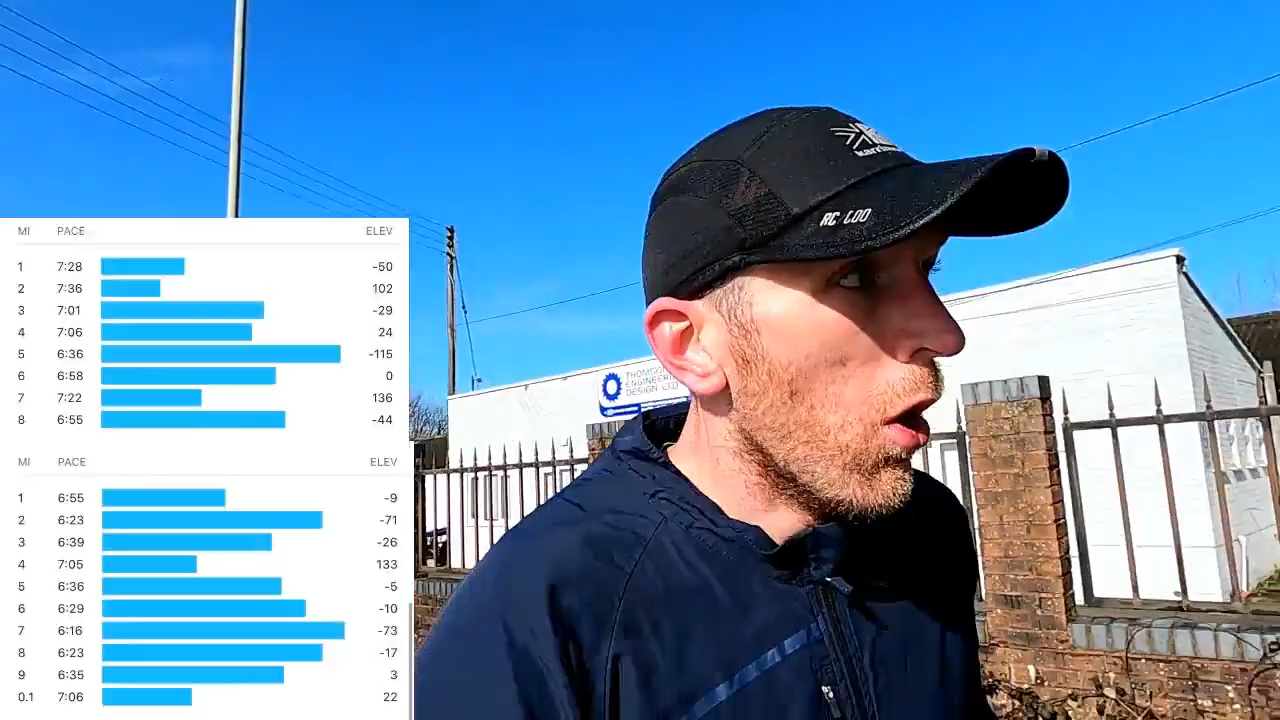 MI PACE ELEV
1 7:28 -50
2 7:36 102
3 7:01 -29
4 7:06 24
5 6:36 -115
6 6:58 0
7 7:22 136
8 6:55 -44
MI PACE ELEV
1 6:55 -9
2 6:23 -71
3 6:39 -26
4 7:05 133
5 6:36 -5
6 6:29 -10
7 6:16 -73
8 6:23 -17
9 6:35 3
0.1 7:06 22
ENGINEERING
DESIGN LTD